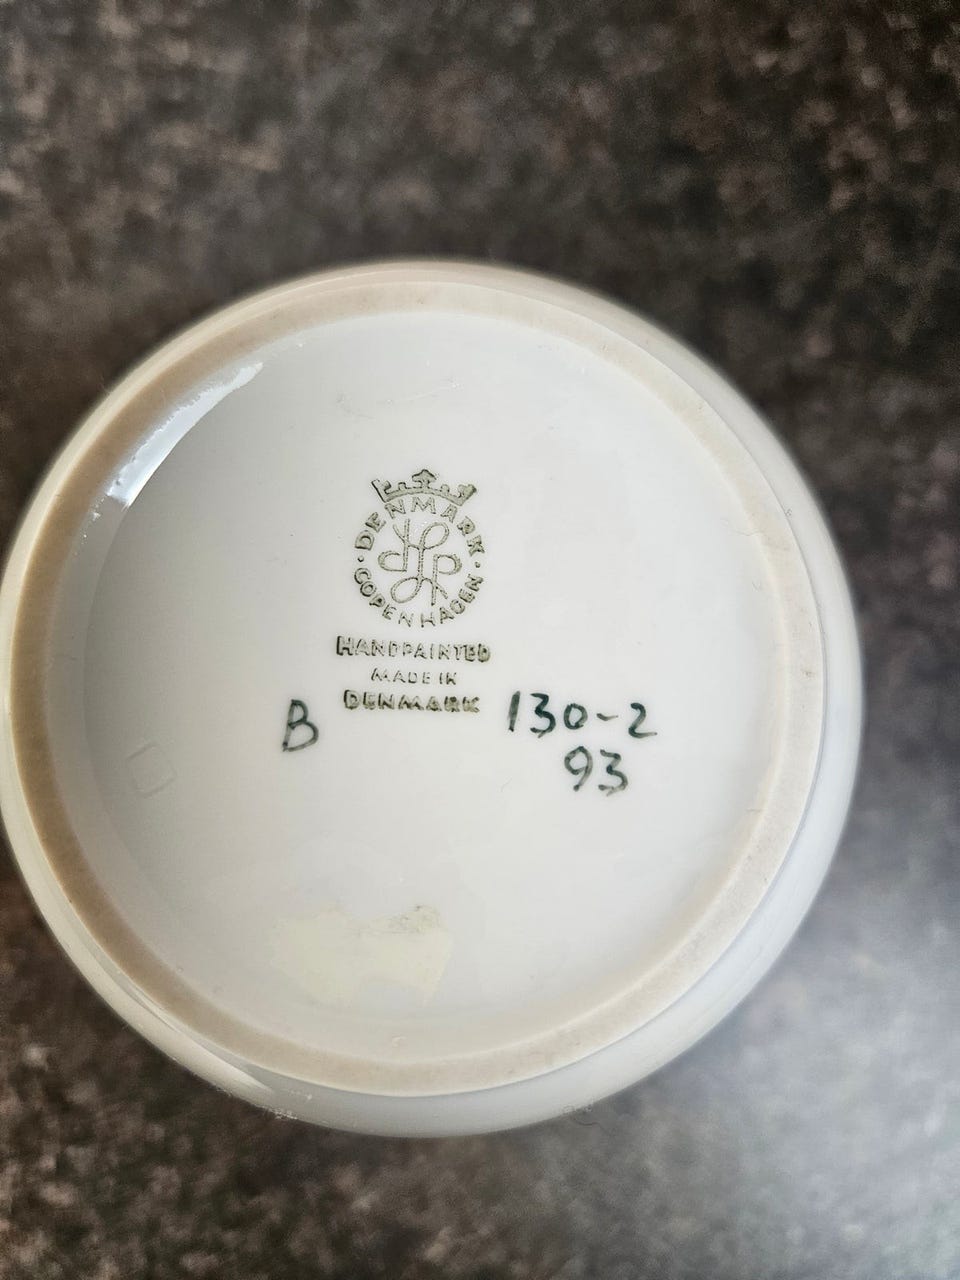 DENMARK
COPENHAGEN
HANDPAINTED
MADE IN
DENMARK
B 130-2
93